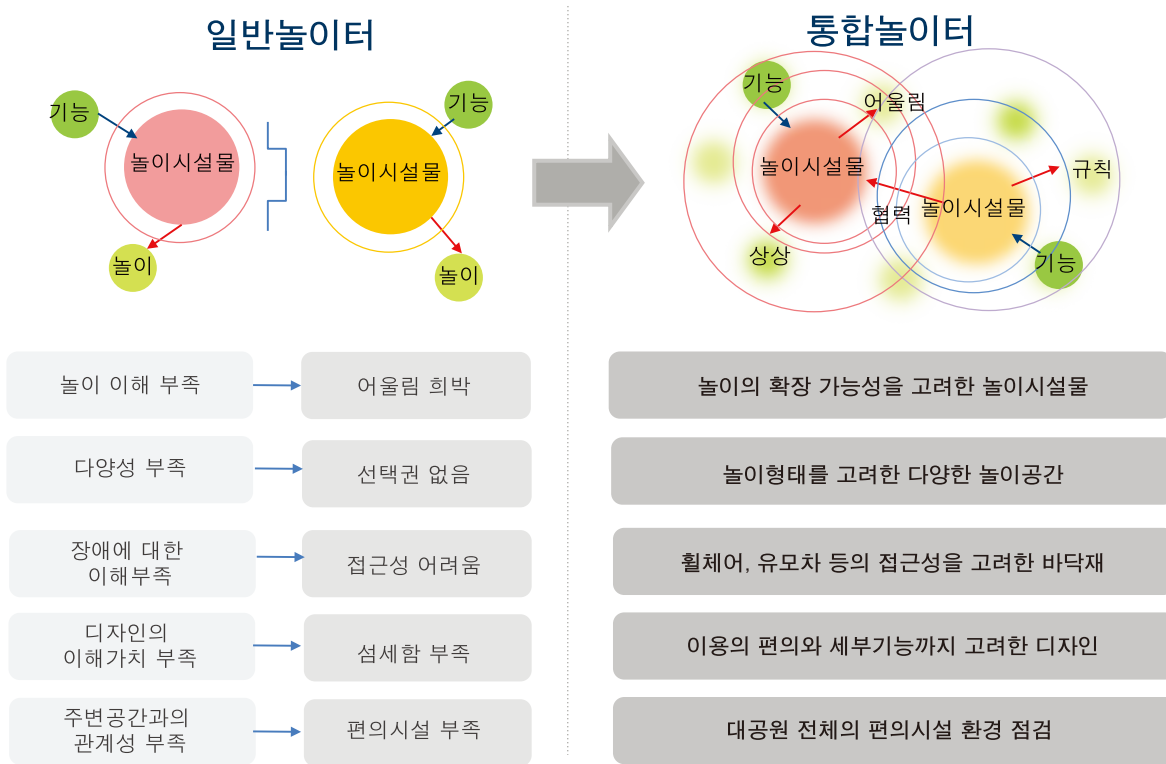 일반놀이터
기능
놀이시설물
놀이
기능
놀이시설물
놀이
통합놀이터
기능
어울림
놀이시설물
협력
상상
놀이시설물
규칙
기능
놀이 이해 부족
어울림 희박
놀이의 확장 가능성을 고려한 놀이시설물
다양성 부족
선택권 없음
놀이형태를 고려한 다양한 놀이공간
장애에 대한
이해부족
접근성 어려움
휠체어, 유모차 등의 접근성을 고려한 바닥재
디자인의
이해가치 부족
섬세함 부족
이용의 편의와 세부기능까지 고려한 디자인
주변공간과의
관계성 부족
편의시설 부족
대공원 전체의 편의시설 환경 점검